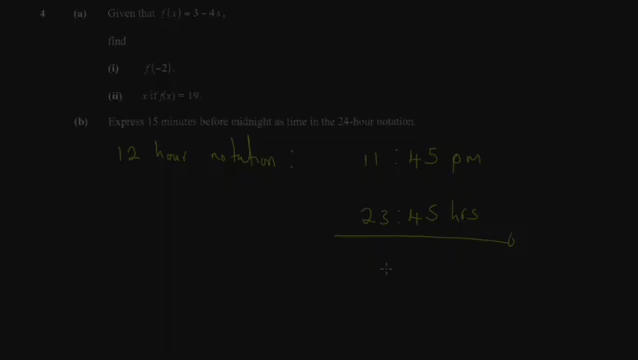 4 (a) Given that f(x) = 3 – 4x,
find
(i) f(–2).
(ii) x if f(x) = 19.
(b) Express 15 minutes before midnight as time in the 24-hour notation.
12 hour notation : 11 : 45 pm
23 : 45 hrs